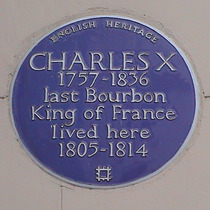 ENGLISH HERITAGE
CHARLES X
1757-1836
last Bourbon
King of France
lived here
1805-1814